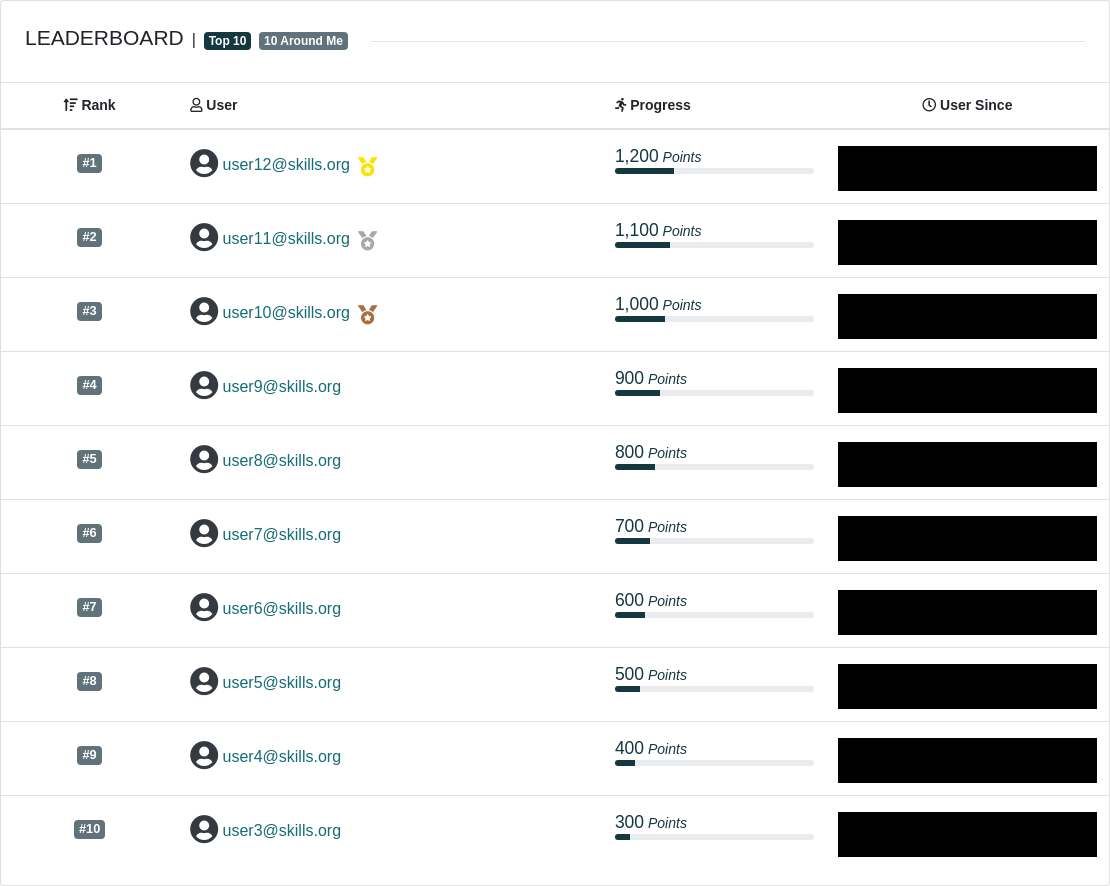 LEADERBOARD | Top 10 10 Around Me
Rank User Progress User Since
#1 user12@skills.org 1,200 Points
#2 user11@skills.org 1,100 Points
#3 user10@skills.org 1,000 Points
#4 user9@skills.org 900 Points
#5 user8@skills.org 800 Points
#6 user7@skills.org 700 Points
#7 user6@skills.org 600 Points
#8 user5@skills.org 500 Points
#9 user4@skills.org 400 Points
#10 user3@skills.org 300 Points